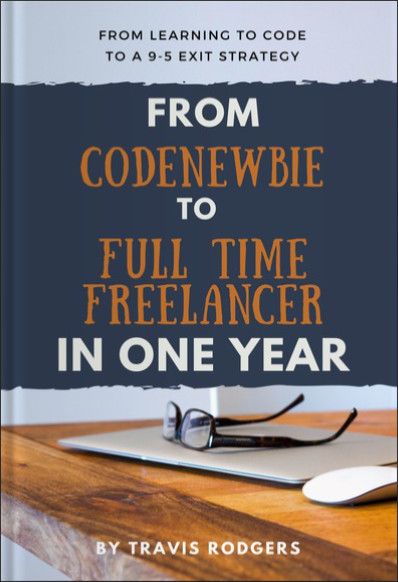 FROM LEARNING TO CODE
TO A 9-5 EXIT STRATEGY
FROM
CODENEWBIE
TO
FULL TIME
FREELANCER
IN ONE YEAR
BY TRAVIS RODGERS